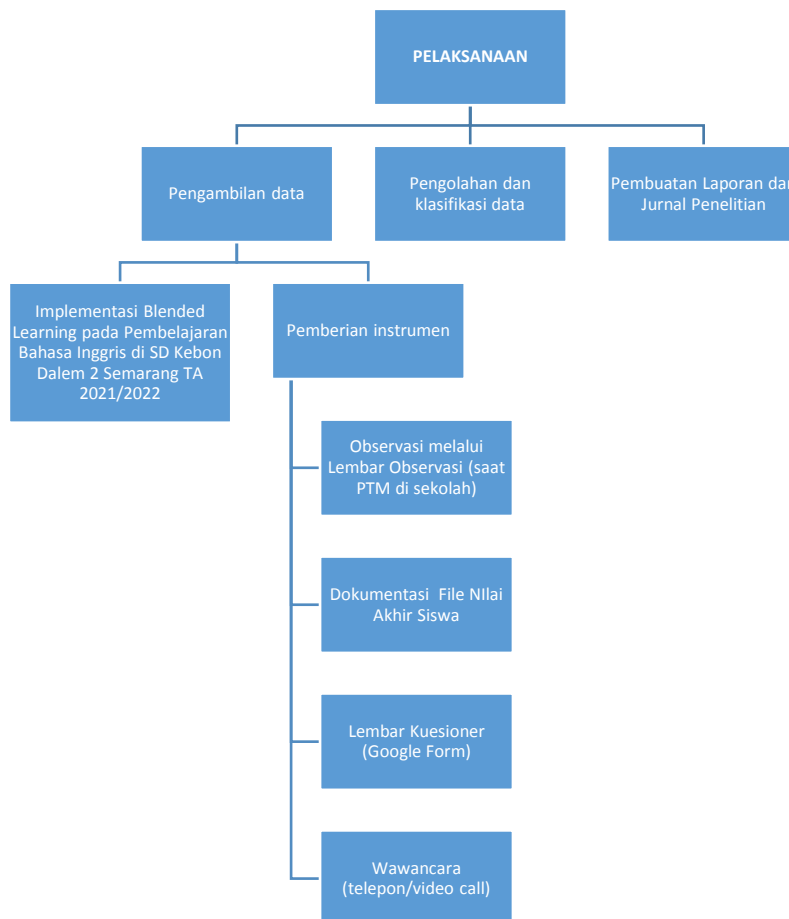 PELAKSANAAN
Pengambilan data
Pengolahan dan
klasifikasi data
Pembuatan Laporan dan
Jurnal Penelitian
Implementasi Blended
Learning pada Pembelajaran
Bahasa Inggris di SD Kebon
Dalem 2 Semarang TA
2021/2022
Pemberian instrumen
Observasi melalui
Lembar Observasi (saat
PTM di sekolah)
Dokumentasi  File NIlai
Akhir Siswa
Lembar Kuesioner
(Google Form)
Wawancara
(telepon/video call)